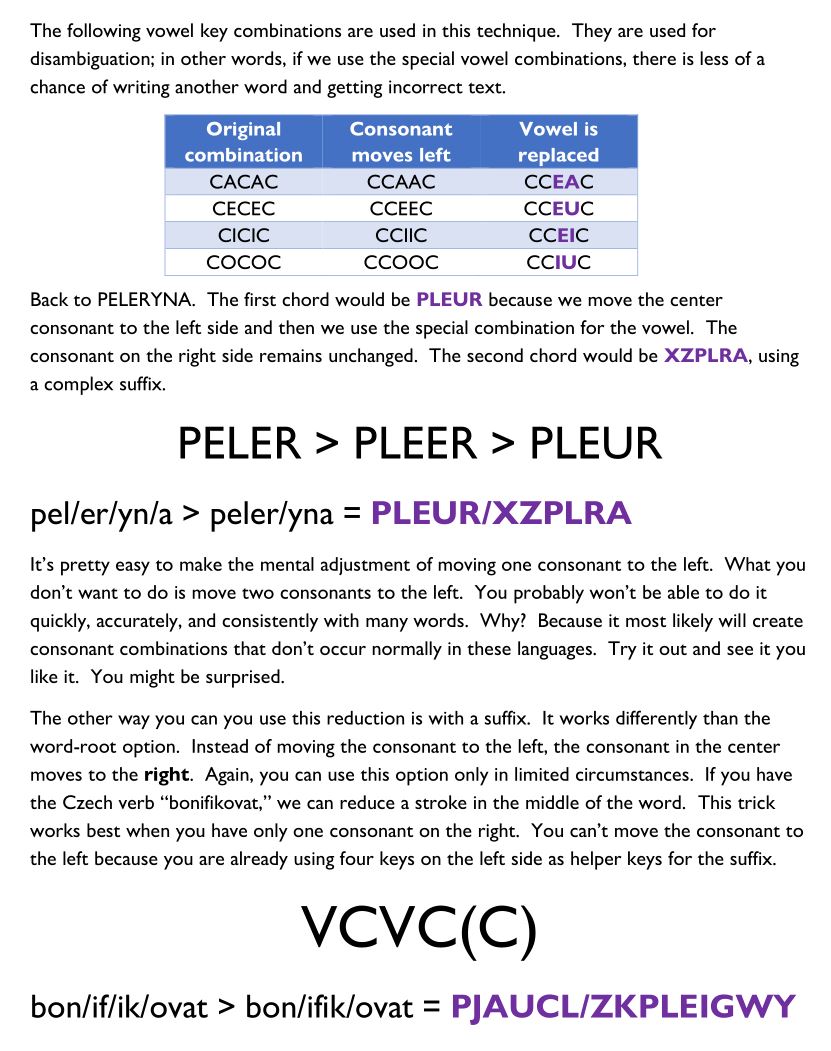 The following vowel key combinations are used in this technique.  They are used for
disambiguation; in other words, if we use the special vowel combinations, there is less of a
chance of writing another word and getting incorrect text.
Original combination | Consonant moves left | Vowel is replaced
CACAC | CCAAC | CCEAC
CECEC | CCEEC | CCEUC
CICIC | CCIIC | CCEIC
COCOC | CCOOC | CCIUC
Back to PELERYNA.  The first chord would be PLEUR because we move the center
consonant to the left side and then we use the special combination for the vowel.  The
consonant on the right side remains unchanged.  The second chord would be XZPLRA, using
a complex suffix.
PELER > PLEER > PLEUR
pel/er/yn/a > peler/yna = PLEUR/XZPLRA
It's pretty easy to make the mental adjustment of moving one consonant to the left.  What you
don't want to do is move two consonants to the left.  You probably won't be able to do it
quickly, accurately, and consistently with many words.  Why?  Because it most likely will create
consonant combinations that don't occur normally in these languages.  Try it out and see it you
like it.  You might be surprised.
The other way you can you use this reduction is with a suffix.  It works differently than the
word-root option.  Instead of moving the consonant to the left, the consonant in the center
moves to the right.  Again, you can use this option only in limited circumstances.  If you have
the Czech verb "bonifikovat," we can reduce a stroke in the middle of the word.  This trick
works best when you have only one consonant on the right.  You can't move the consonant to
the left because you are already using four keys on the left side as helper keys for the suffix.
VCVC(C)
bon/if/ik/ovat > bon/ifik/ovat = PJAUCL/ZKPLEIGWY